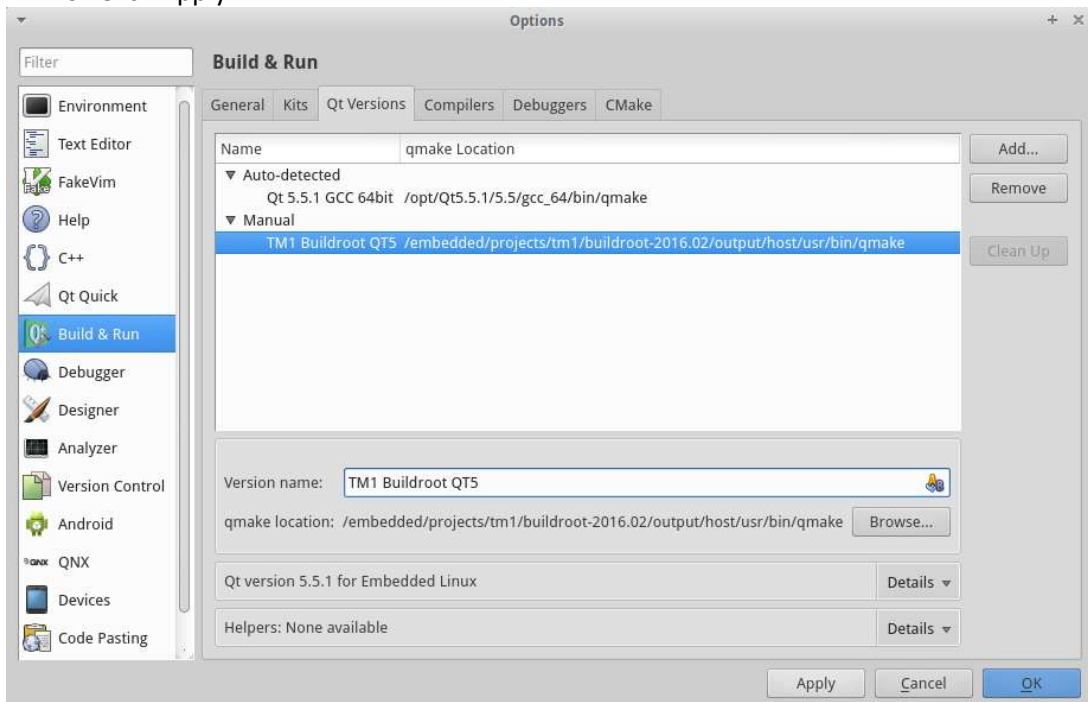 Options
Filter
Build & Run
Environment
Text Editor
FakeVim
Help
C++
Qt Quick
Build & Run
Debugger
Designer
Analyzer
Version Control
Android
QNX
Devices
Code Pasting
General Kits Qt Versions Compilers Debuggers CMake
Name qmake Location
Auto-detected
Qt 5.5.1 GCC 64bit /opt/Qt5.5.1/5.5/gcc_64/bin/qmake
Manual
TM1 Buildroot QT5 /embedded/projects/tm1/buildroot-2016.02/output/host/usr/bin/qmake
Add...
Remove
Clean Up
Version name: TM1 Buildroot QT5
qmake location: /embedded/projects/tm1/buildroot-2016.02/output/host/usr/bin/qmake Browse...
Qt version 5.5.1 for Embedded Linux Details
Helpers: None available Details
Apply Cancel OK